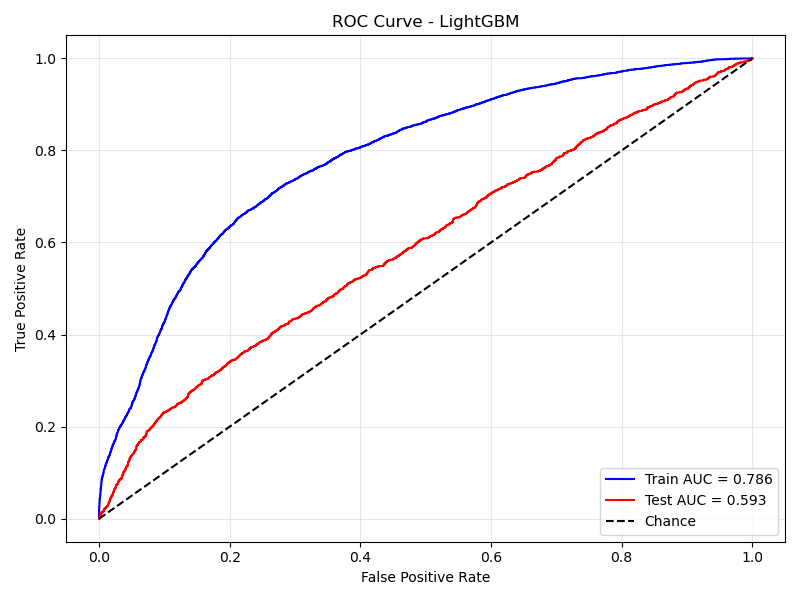 ROC Curve - LightGBM
True Positive Rate
1.0
0.8
0.6
0.4
0.2
0.0
0.0 0.2 0.4 0.6 0.8 1.0
False Positive Rate
Train AUC = 0.786
Test AUC = 0.593
Chance